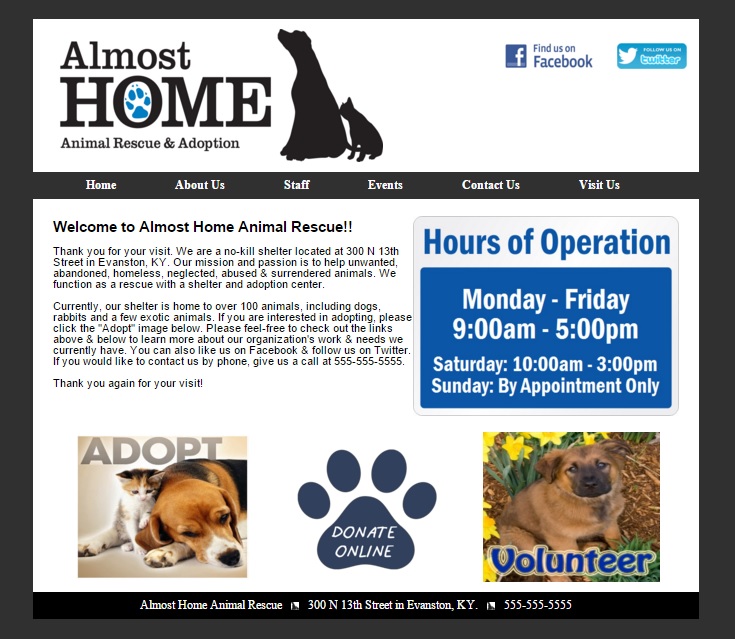 Almost
HOME
Animal Rescue & Adoption
Find us on
Facebook
FOLLOW US ON
twitter
Home About Us Staff Events Contact Us Visit Us
Welcome to Almost Home Animal Rescue!!
Thank you for your visit. We are a no-kill shelter located at 300 N 13th
Street in Evanston, KY. Our mission and passion is to help unwanted,
abandoned, homeless, neglected, abused & surrendered animals. We
function as a rescue with a shelter and adoption center.
Currently, our shelter is home to over 100 animals, including dogs,
rabbits and a few exotic animals. If you are interested in adopting, please
click the "Adopt" image below. Please feel-free to check out the links
above & below to learn more about our organization's work & needs we
currently have. You can also like us on Facebook & follow us on Twitter.
If you would like to contact us by phone, give us a call at 555-555-5555.
Thank you again for your visit!
Hours of Operation
Monday - Friday
9:00am - 5:00pm
Saturday: 10:00am - 3:00pm
Sunday: By Appointment Only
ADOPT
DONATE
ONLINE
Volunteer
Almost Home Animal Rescue 300 N 13th Street in Evanston, KY. 555-555-5555